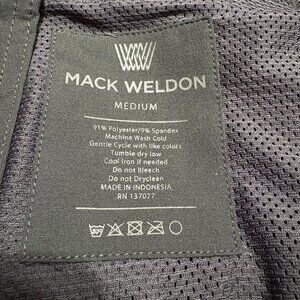 MACK WELDON
MEDIUM
91% Polyester/9% Spandex
Machine Wash Cold
Gentle Cycle with like colors
Tumble dry low
Cool Iron if needed
Do not Bleach
Do not Dryclean
MADE IN INDONESIA
RN 137077